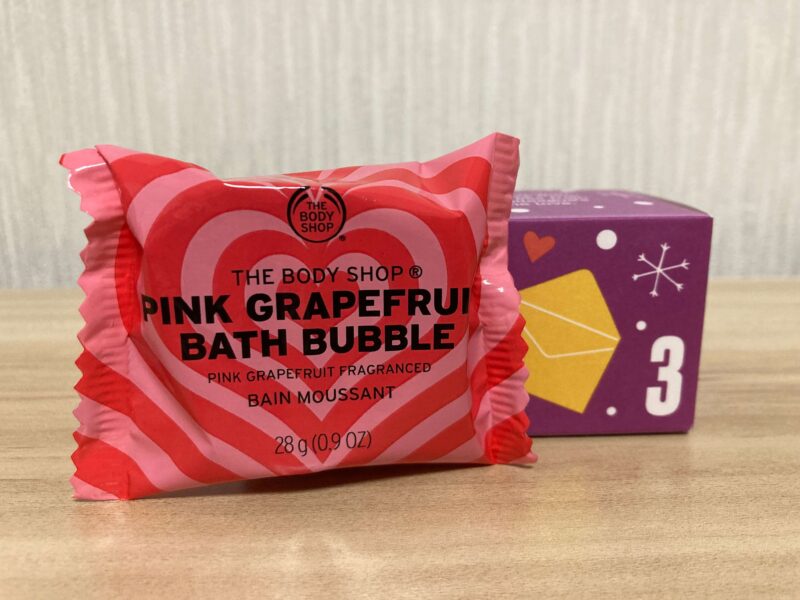 THE
BODY
SHOP
®
THE BODY SHOP ®
PINK GRAPEFRUI
BATH BUBBLE
PINK GRAPEFRUIT FRAGRANCED
BAIN MOUSSANT
28 g (0.9 OZ)
3